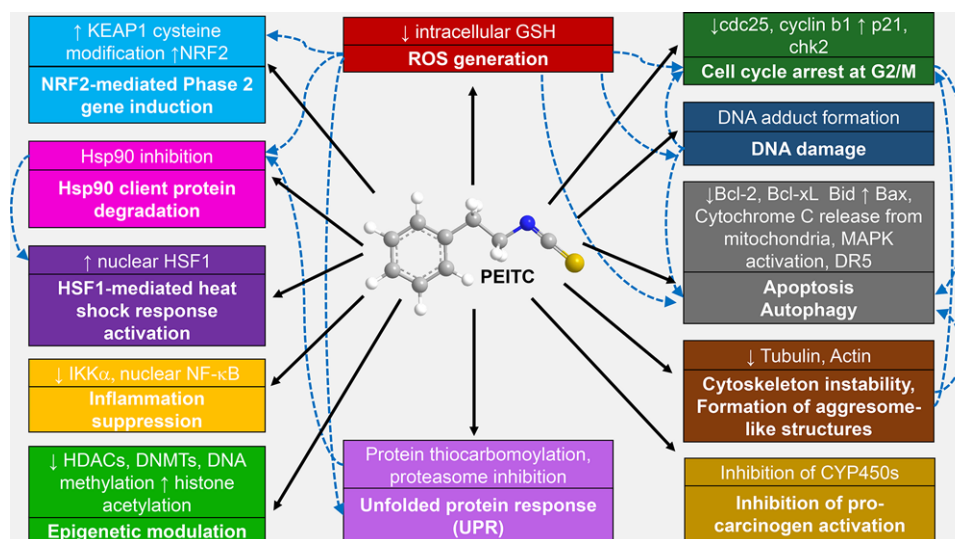 ↑ KEAP1 cysteine
modification ↑NRF2
NRF2-mediated Phase 2
gene induction
Hsp90 inhibition
Hsp90 client protein
degradation
↑ nuclear HSF1
HSF1-mediated heat
shock response
activation
↓ IKKα, nuclear NF-κB
Inflammation
suppression
↓ HDACs, DNMTs, DNA
methylation ↑ histone
acetylation
Epigenetic modulation
↓ intracellular GSH
ROS generation
PEITC
Protein thiocarbomoylation,
proteasome inhibition
Unfolded protein response
(UPR)
↓cdc25, cyclin b1 ↑ p21,
chk2
Cell cycle arrest at G2/M
DNA adduct formation
DNA damage
↓Bcl-2, Bcl-xL Bid ↑ Bax,
Cytochrome C release from
mitochondria, MAPK
activation, DR5
Apoptosis
Autophagy
↓ Tubulin, Actin
Cytoskeleton instability,
Formation of aggresome-
like structures
Inhibition of CYP450s
Inhibition of pro-
carcinogen activation